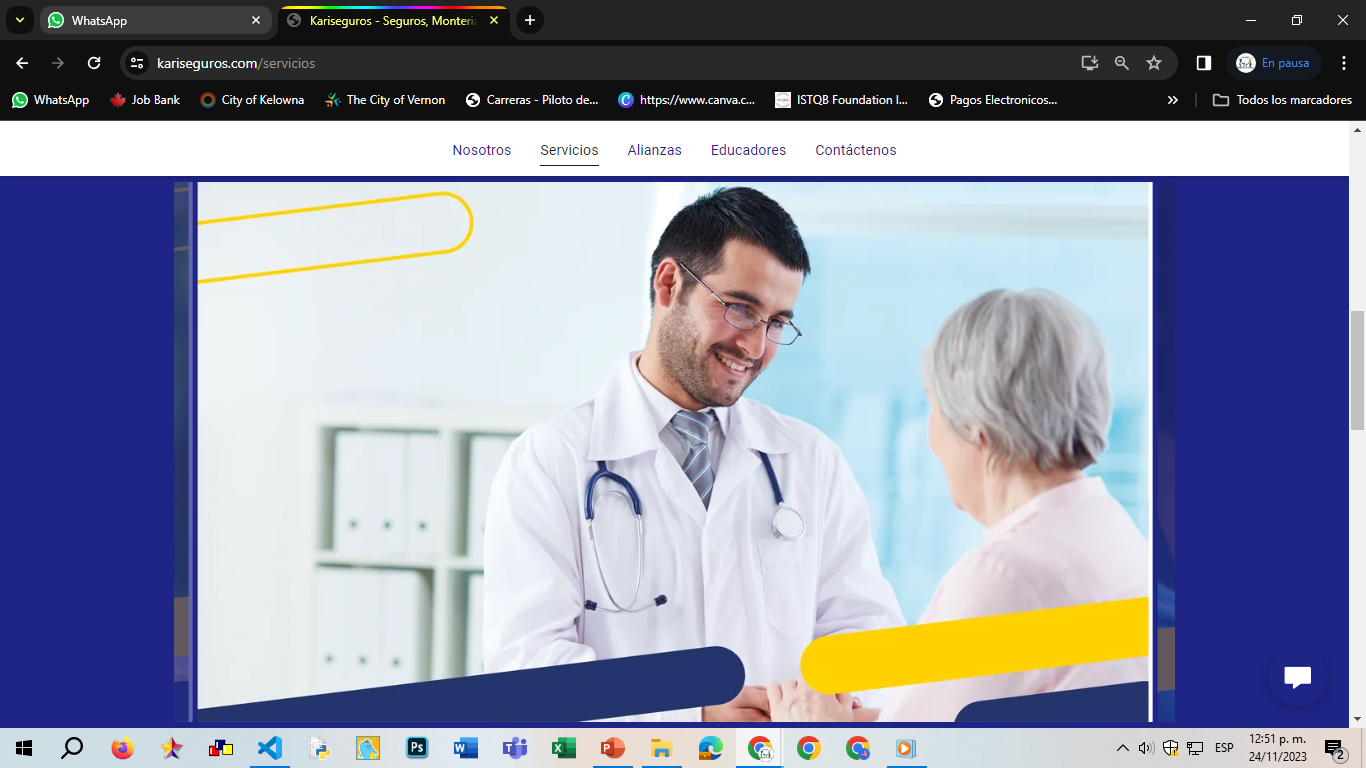 WhatsApp
Kariseguros - Seguros, Monteria
kariseguros.com/servicios
En pausa
WhatsApp
Job Bank
City of Kelowna
The City of Vernon
Carreras - Piloto de...
https://www.canva.c...
ISTQB Foundation l...
Pagos Electronicos...
Todos los marcadores
Nosotros
Servicios
Alianzas
Educadores
Contáctenos
Ps
ESP
12:51 p. m.
24/11/2023
2